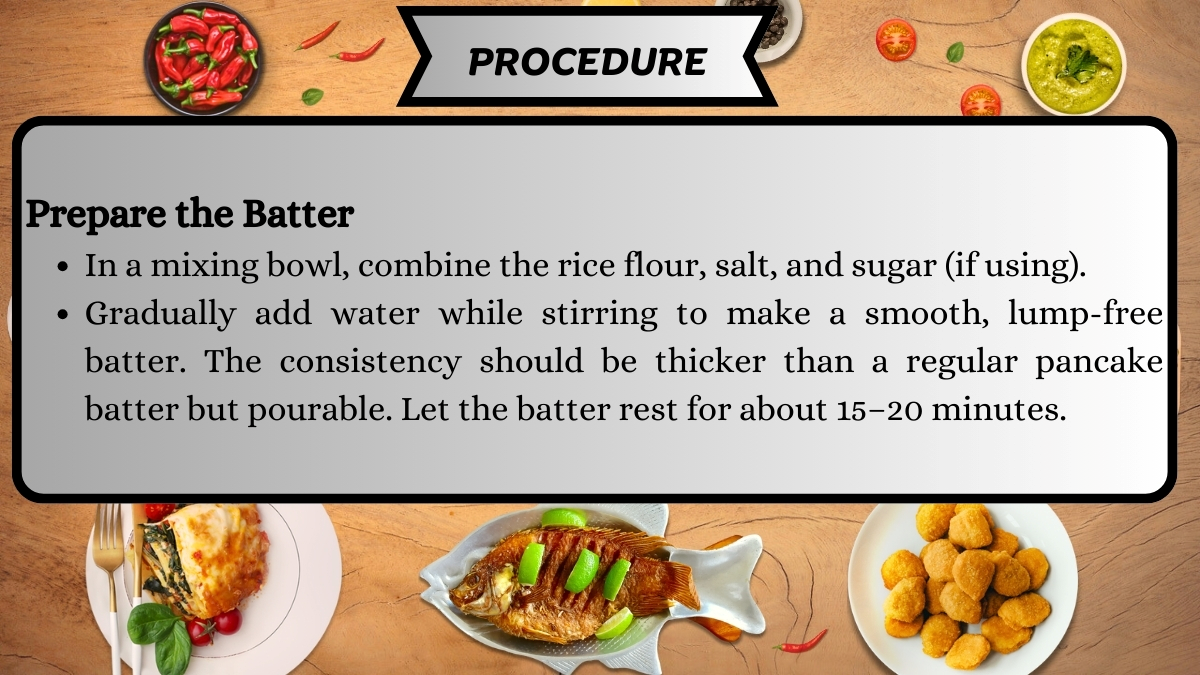 PROCEDURE
Prepare the Batter
• In a mixing bowl, combine the rice flour, salt, and sugar (if using).
• Gradually add water while stirring to make a smooth, lump-free
batter. The consistency should be thicker than a regular pancake
batter but pourable. Let the batter rest for about 15–20 minutes.